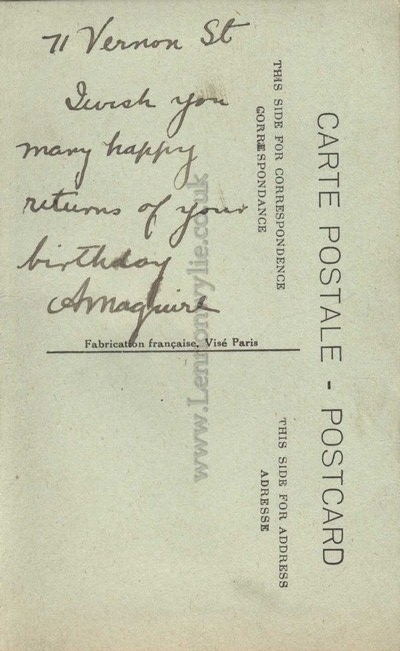 71 Vernon St
I wish you
many happy
returns of your
birthday
A Maguire
Fabrication française, Visé Paris
CARTE POSTALE - POSTCARD
THIS SIDE FOR CORRESPONDENCE
CORRESPONDANCE
THIS SIDE FOR ADDRESS
ADRESSE
www.Lennonwylie.co.uk